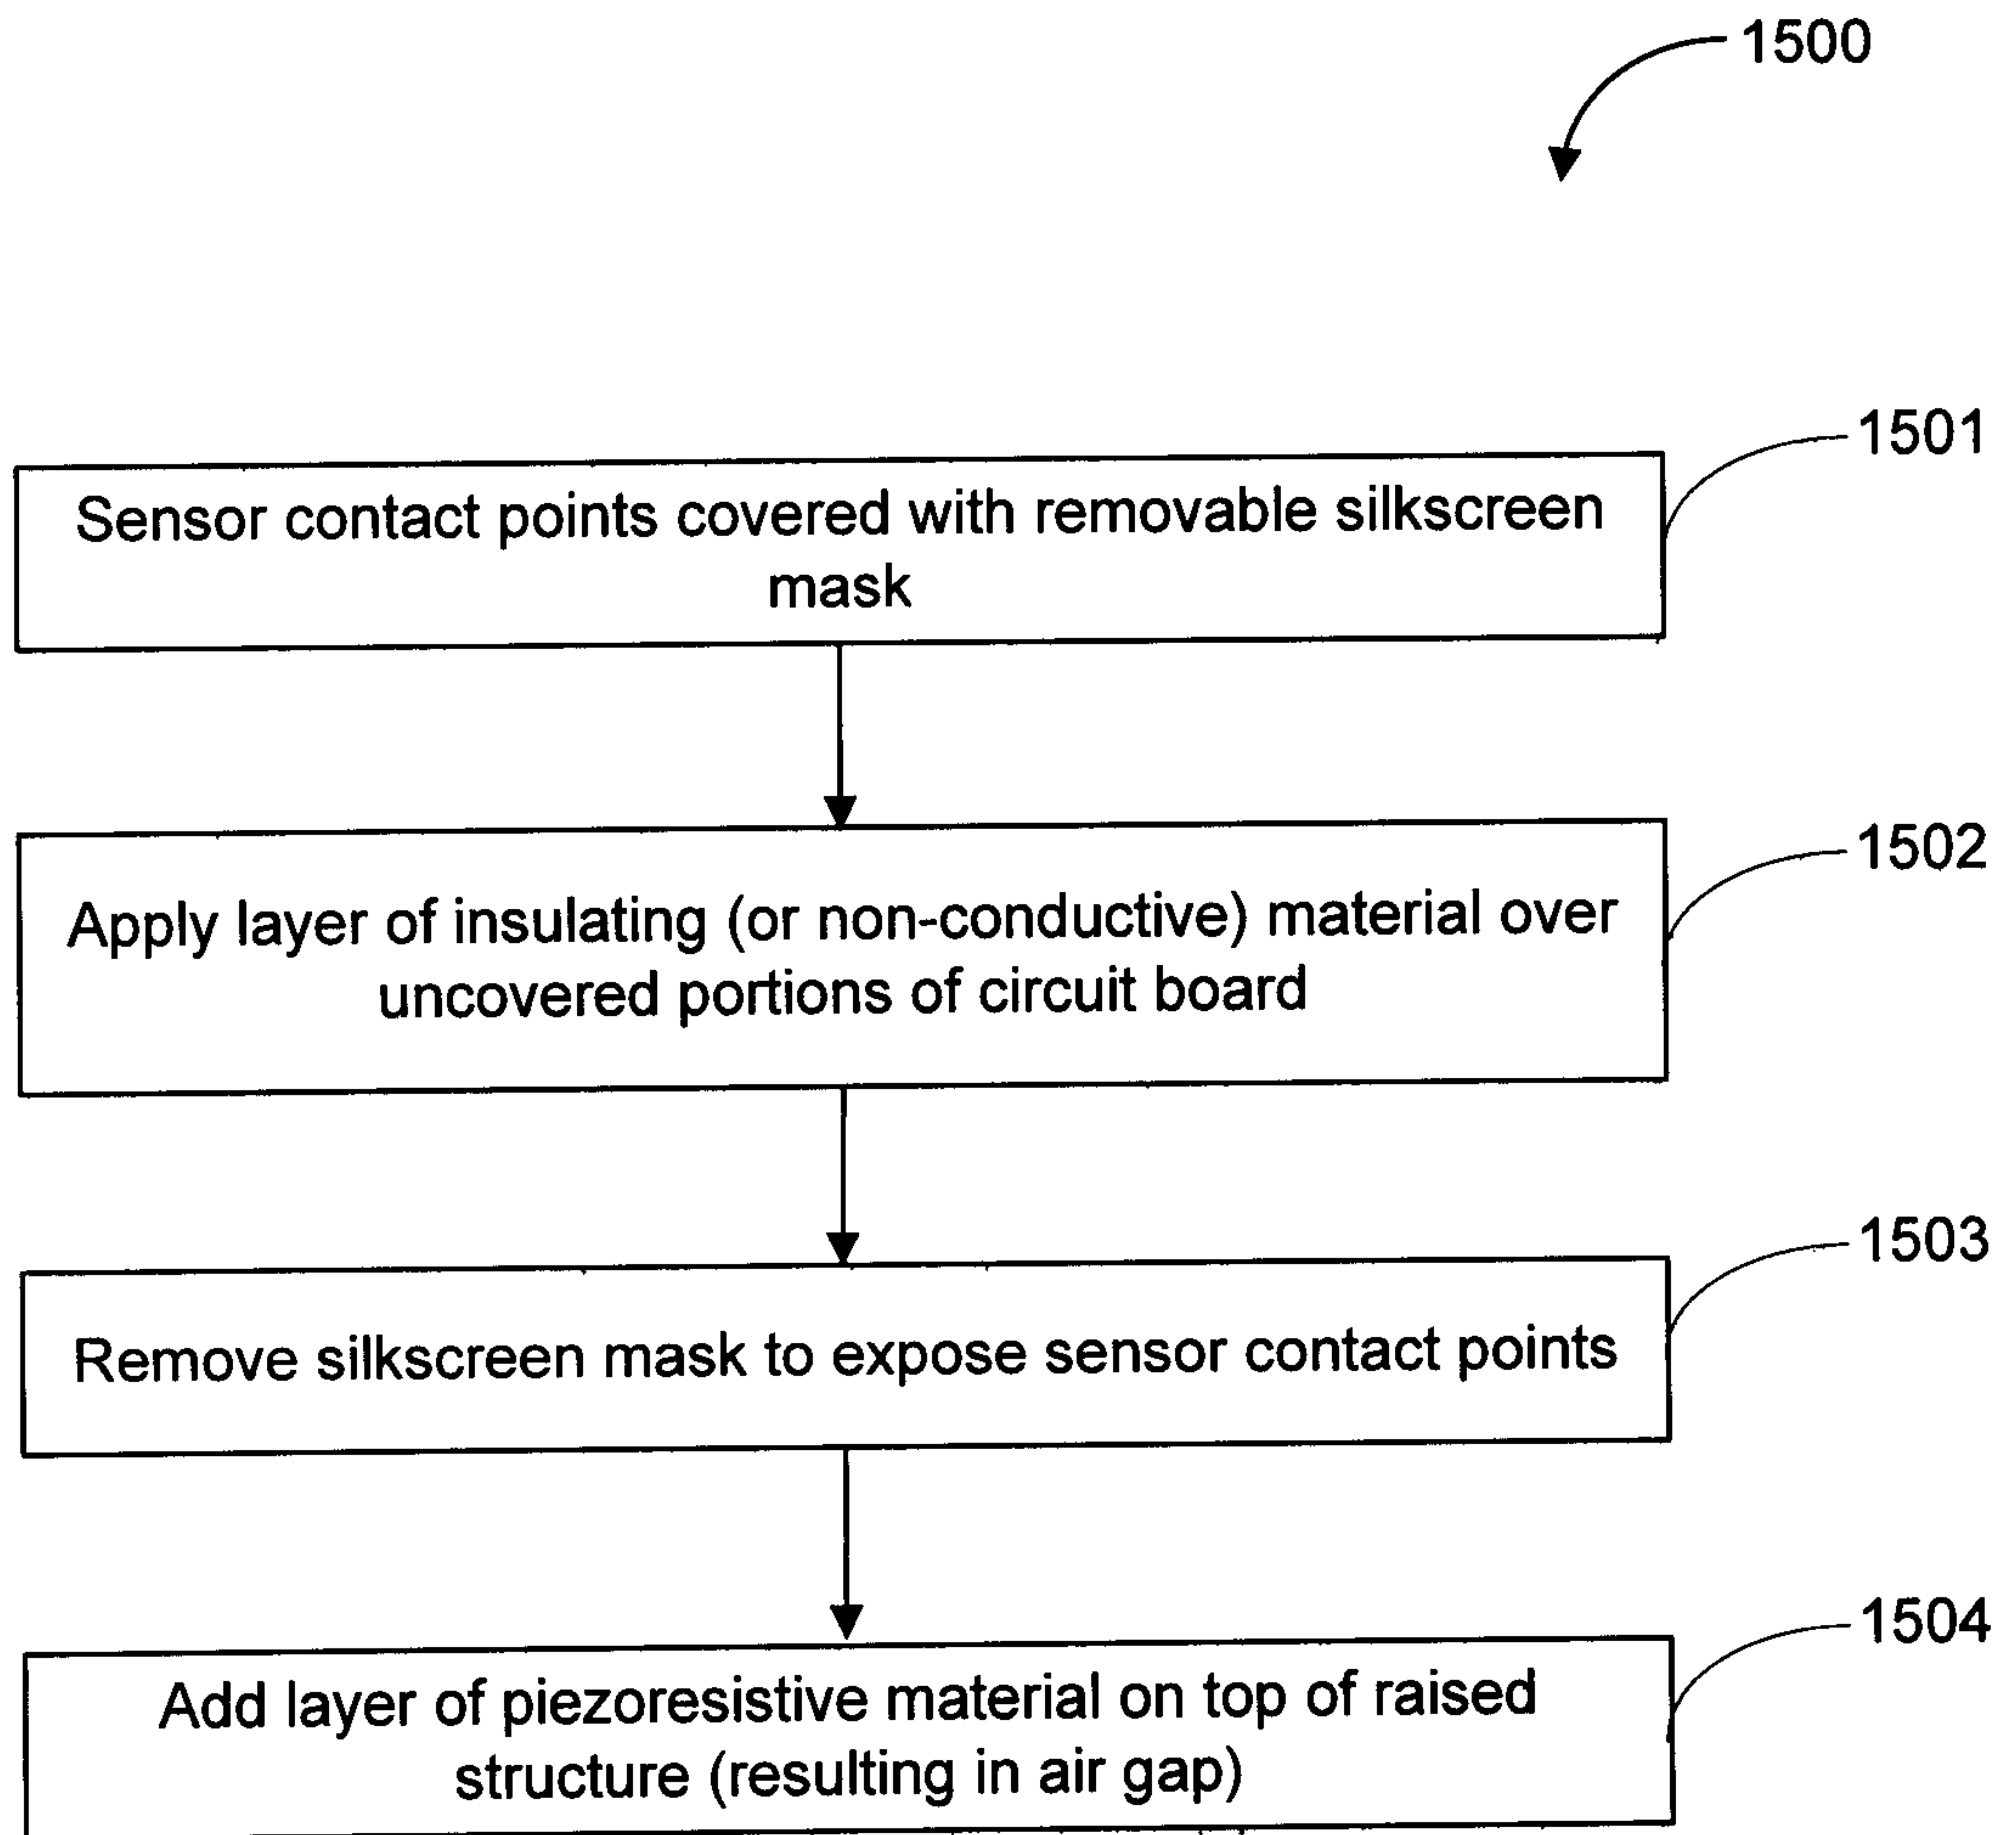 1500
1501
Sensor contact points covered with removable silkscreen
mask
1502
Apply layer of insulating (or non-conductive) material over
uncovered portions of circuit board
1503
Remove silkscreen mask to expose sensor contact points
1504
Add layer of piezoresistive material on top of raised
structure (resulting in air gap)